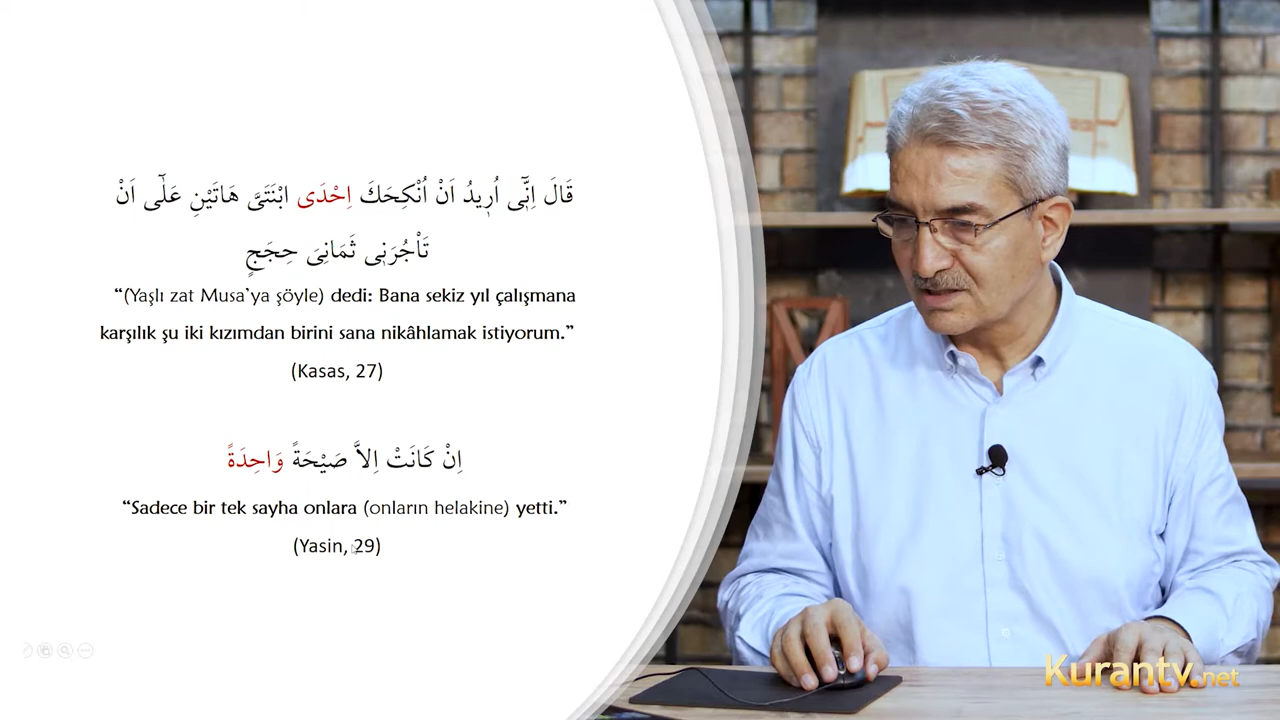 قَالَ اِنّٖٓى اُرٖيدُ اَنْ اُنْكِحَكَ اِحْدَى ابْنَتَىَّ هَاتَيْنِ عَلٰٓى اَنْ
تَاْجُرَنٖى ثَمَانِىَ حِجَجٍ
“(Yaşlı zat Musa’ya şöyle) dedi: Bana sekiz yıl çalışmana
karşılık şu iki kızımdan birini sana nikâhlamak istiyorum.”
(Kasas, 27)
اِنْ كَانَتْ اِلاَّ صَيْحَةً وَاحِدَةً
“Sadece bir tek sayha onlara (onların helakine) yetti.”
(Yasin, 29)
Kurantv.net